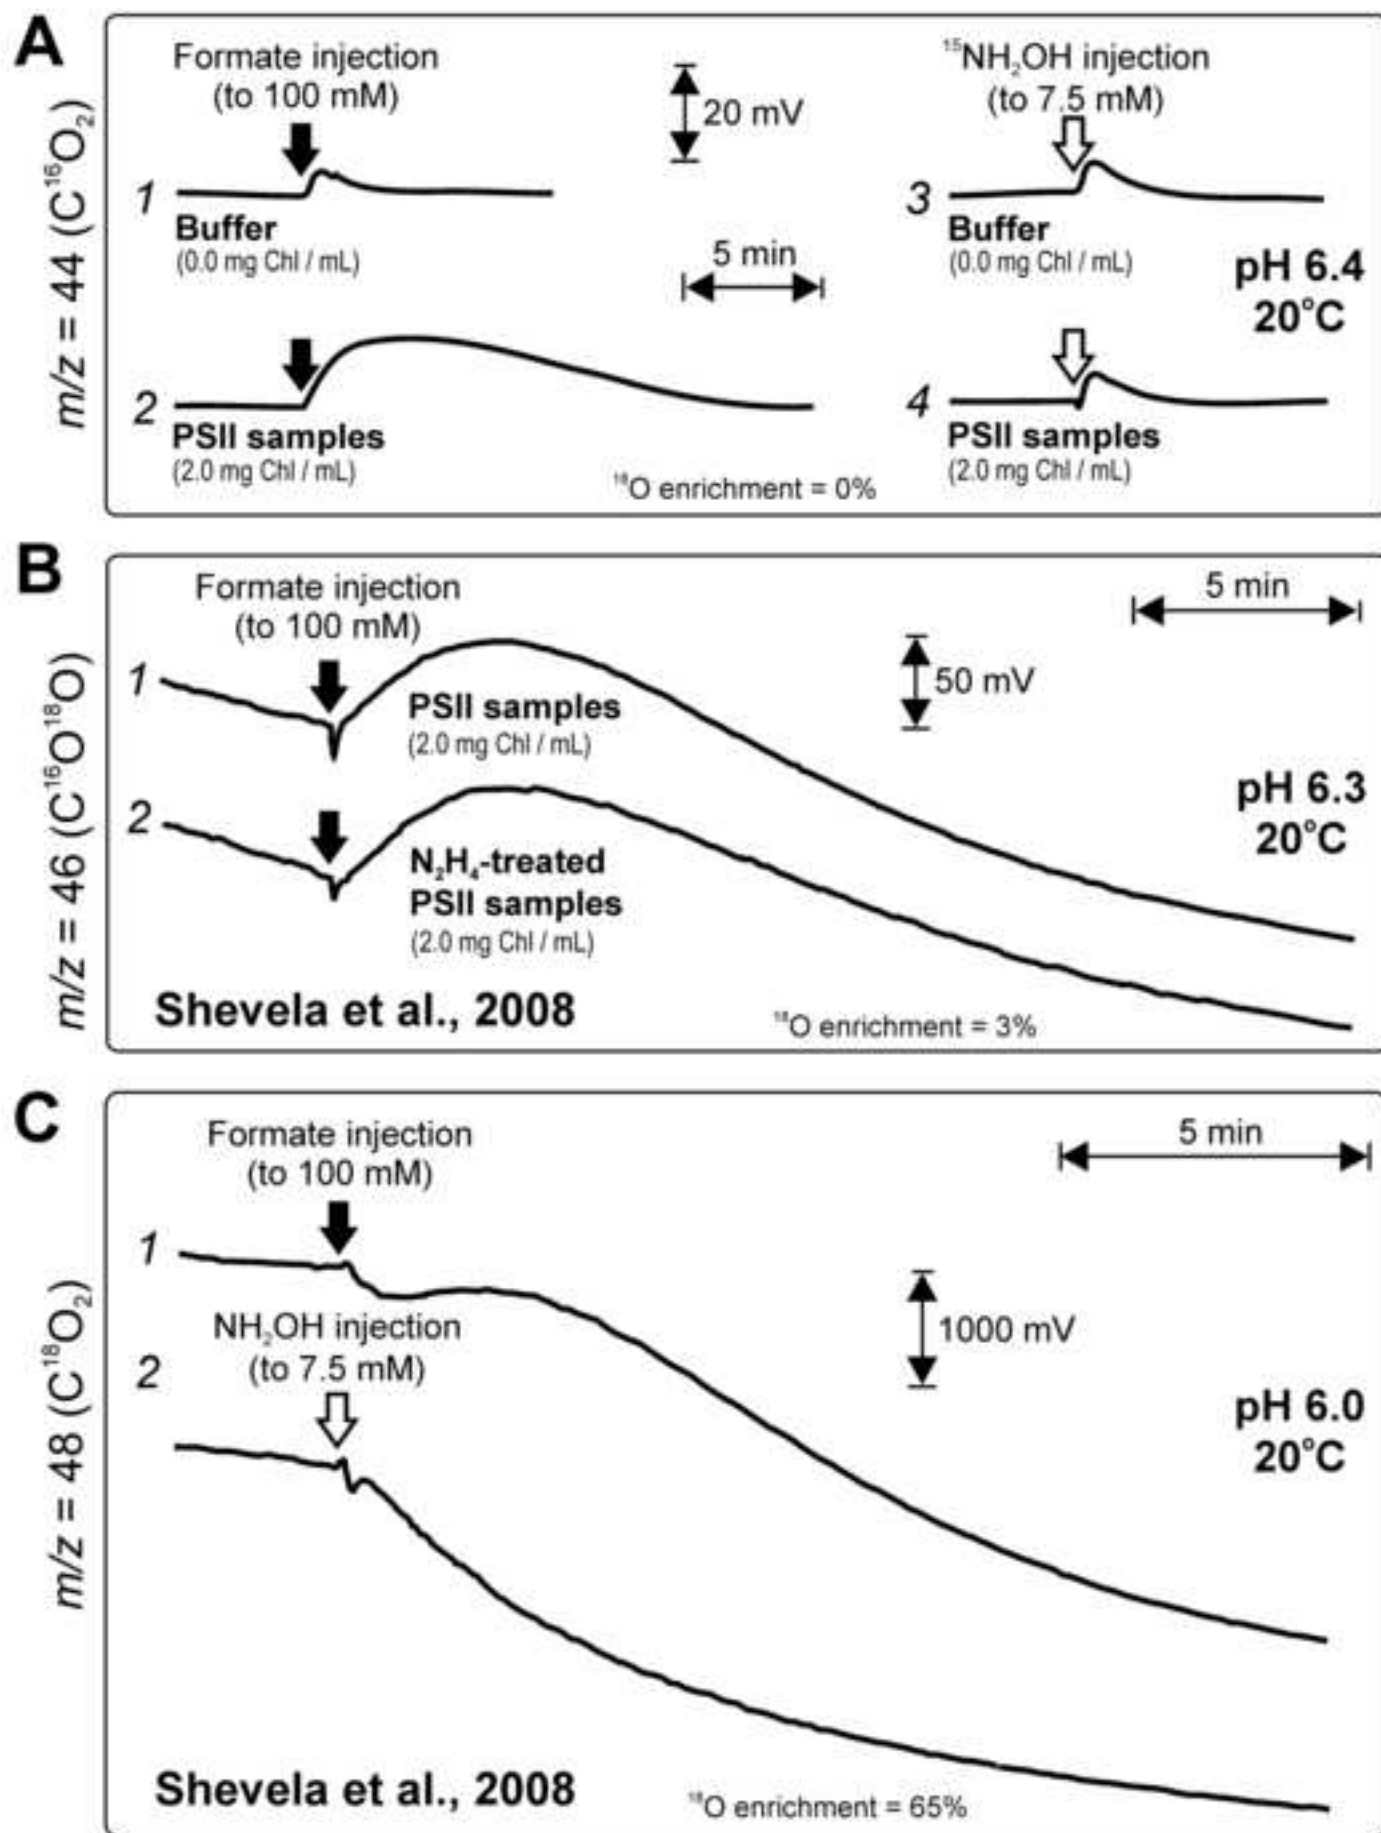 A
Formate injection
(to 100 mM)
20 mV
¹⁵NH₂OH injection
(to 7.5 mM)
m/z = 44 (C¹⁶O₂)
1
Buffer
(0.0 mg Chl / mL)
5 min
3
Buffer
(0.0 mg Chl / mL)
pH 6.4
20°C
2
PSII samples
(2.0 mg Chl / mL)
4
PSII samples
(2.0 mg Chl / mL)
¹⁸O enrichment = 0%
B
Formate injection
(to 100 mM)
5 min
m/z = 46 (C¹⁶O¹⁸O)
1
50 mV
PSII samples
(2.0 mg Chl / mL)
pH 6.3
20°C
2
N₂H₄-treated
PSII samples
(2.0 mg Chl / mL)
Shevela et al., 2008
¹⁸O enrichment = 3%
C
Formate injection
(to 100 mM)
5 min
m/z = 48 (C¹⁸O₂)
1
NH₂OH injection
(to 7.5 mM)
1000 mV
2
pH 6.0
20°C
Shevela et al., 2008
¹⁸O enrichment = 65%